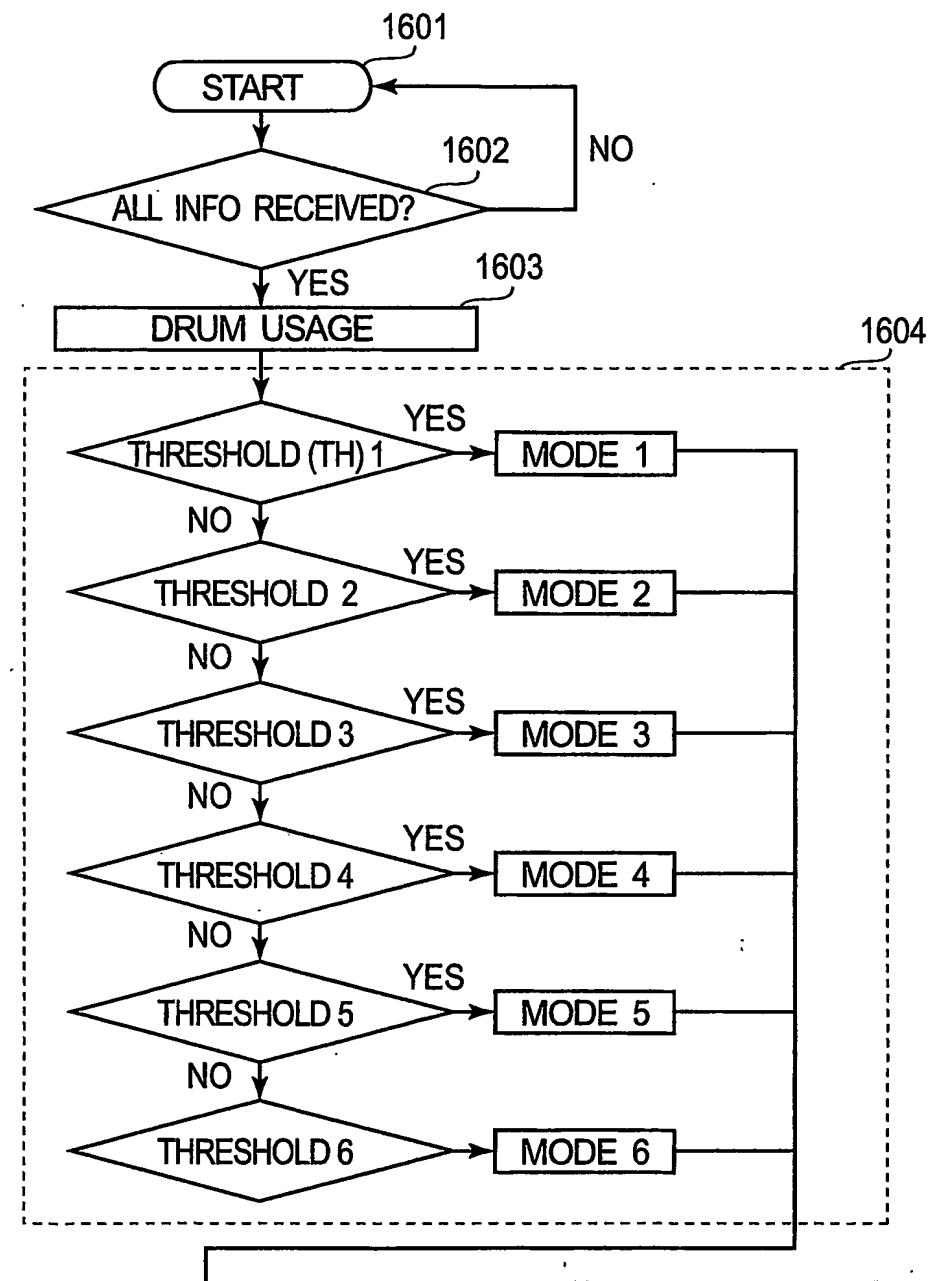 1601
START
NO
1602
ALL INFO RECEIVED?
YES
1603
DRUM USAGE
1604
YES
THRESHOLD (TH) 1
MODE 1
NO
YES
THRESHOLD 2
MODE 2
NO
YES
THRESHOLD 3
MODE 3
NO
YES
THRESHOLD 4
MODE 4
NO
YES
THRESHOLD 5
MODE 5
NO
THRESHOLD 6
MODE 6